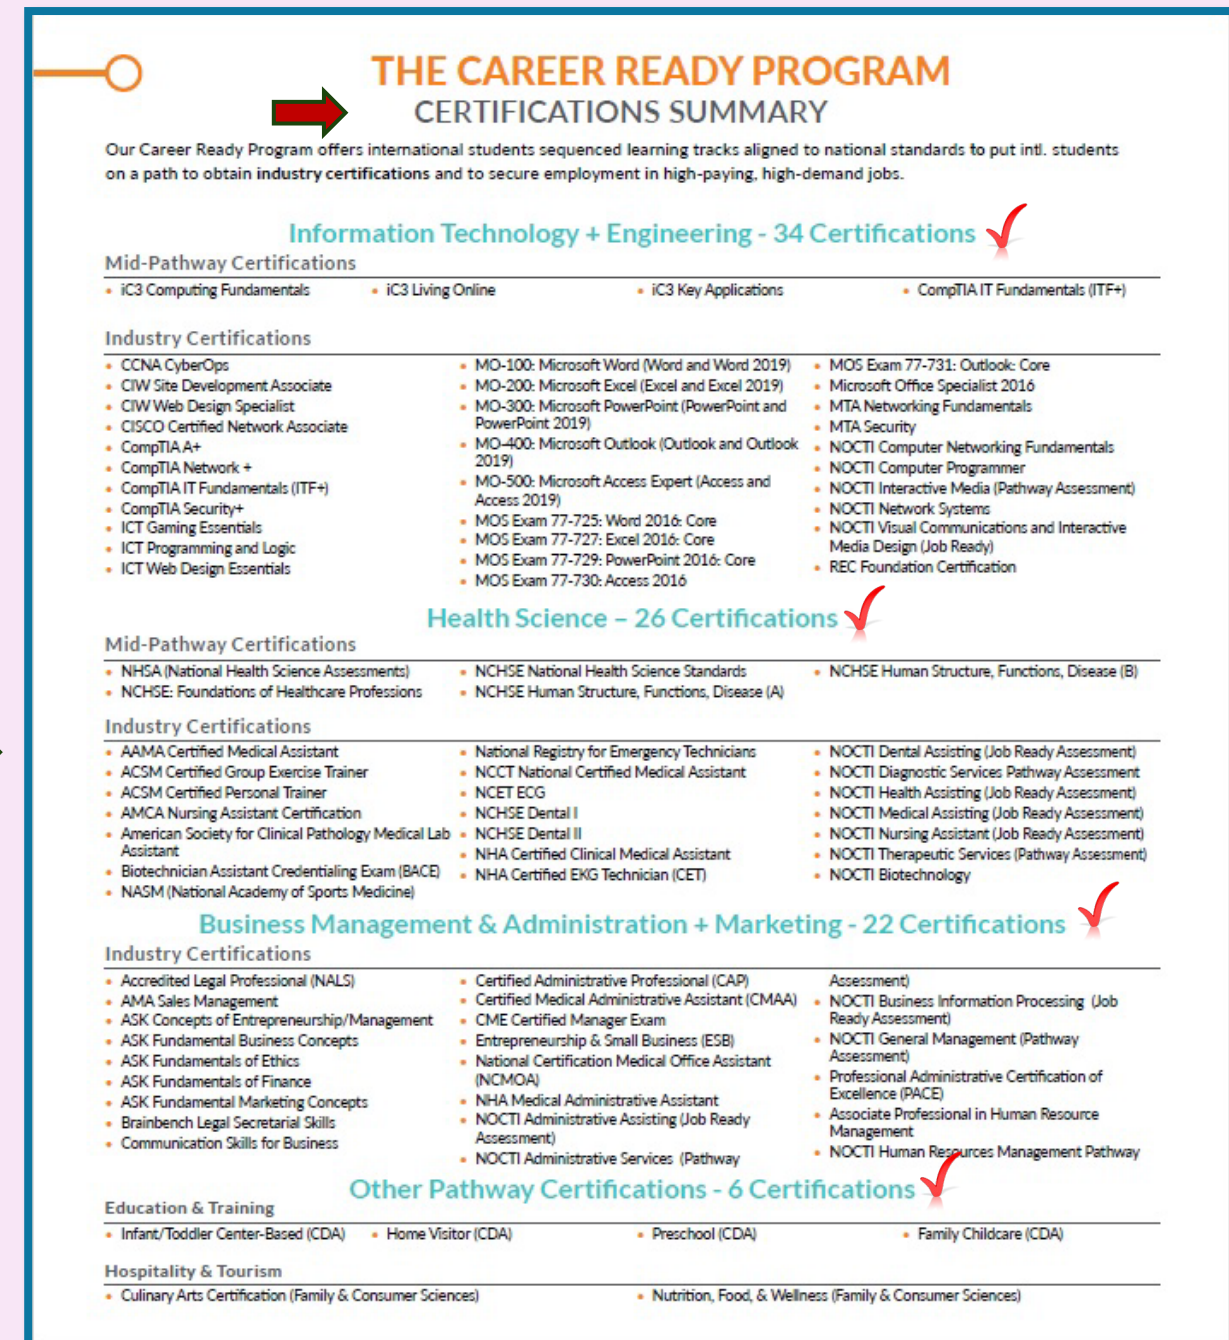 THE CAREER READY PROGRAM
CERTIFICATIONS SUMMARY
Our Career Ready Program offers international students sequenced learning tracks aligned to national standards to put intl. students
on a path to obtain industry certifications and to secure employment in high-paying, high-demand jobs.
Information Technology + Engineering - 34 Certifications
Mid-Pathway Certifications
• iC3 Computing Fundamentals
• iC3 Living Online
• iC3 Key Applications
• CompTIA IT Fundamentals (ITF+)
Industry Certifications
• CCNA CyberOps
• CIW Site Development Associate
• CIW Web Design Specialist
• CISCO Certified Network Associate
• CompTIA A+
• CompTIA Network +
• CompTIA IT Fundamentals (ITF+)
• CompTIA Security+
• ICT Gaming Essentials
• ICT Programming and Logic
• ICT Web Design Essentials
• MO-100: Microsoft Word (Word and Word 2019)
• MO-200: Microsoft Excel (Excel and Excel 2019)
• MO-300: Microsoft PowerPoint (PowerPoint and
PowerPoint 2019)
• MO-400: Microsoft Outlook (Outlook and Outlook
2019)
• MO-500: Microsoft Access Expert (Access and
Access 2019)
• MOS Exam 77-725: Word 2016: Core
• MOS Exam 77-727: Excel 2016: Core
• MOS Exam 77-729: PowerPoint 2016: Core
• MOS Exam 77-730: Access 2016
• MOS Exam 77-731: Outlook: Core
• Microsoft Office Specialist 2016
• MTA Networking Fundamentals
• MTA Security
• NOCTI Computer Networking Fundamentals
• NOCTI Computer Programmer
• NOCTI Interactive Media (Pathway Assessment)
• NOCTI Network Systems
• NOCTI Visual Communications and Interactive
Media Design (Job Ready)
• REC Foundation Certification
Health Science – 26 Certifications
Mid-Pathway Certifications
• NHSA (National Health Science Assessments)
• NCHSE: Foundations of Healthcare Professions
• NCHSE National Health Science Standards
• NCHSE Human Structure, Functions, Disease (A)
• NCHSE Human Structure, Functions, Disease (B)
Industry Certifications
• AAMA Certified Medical Assistant
• ACSM Certified Group Exercise Trainer
• ACSM Certified Personal Trainer
• AMCA Nursing Assistant Certification
• American Society for Clinical Pathology Medical Lab
Assistant
• Biotechnician Assistant Credentialing Exam (BACE)
• NASM (National Academy of Sports Medicine)
• National Registry for Emergency Technicians
• NCCT National Certified Medical Assistant
• NCET ECG
• NCHSE Dental I
• NCHSE Dental II
• NHA Certified Clinical Medical Assistant
• NHA Certified EKG Technician (CET)
• NOCTI Dental Assisting (Job Ready Assessment)
• NOCTI Diagnostic Services Pathway Assessment
• NOCTI Health Assisting (Job Ready Assessment)
• NOCTI Medical Assisting (Job Ready Assessment)
• NOCTI Nursing Assistant (Job Ready Assessment)
• NOCTI Therapeutic Services (Pathway Assessment)
• NOCTI Biotechnology
Business Management & Administration + Marketing - 22 Certifications
Industry Certifications
• Accredited Legal Professional (NALS)
• AMA Sales Management
• ASK Concepts of Entrepreneurship/Management
• ASK Fundamental Business Concepts
• ASK Fundamentals of Ethics
• ASK Fundamentals of Finance
• ASK Fundamental Marketing Concepts
• Brainbench Legal Secretarial Skills
• Communication Skills for Business
• Certified Administrative Professional (CAP)
• Certified Medical Administrative Assistant (CMAA)
• CME Certified Manager Exam
• Entrepreneurship & Small Business (ESB)
• National Certification Medical Office Assistant
(NCMOA)
• NHA Medical Administrative Assistant
• NOCTI Administrative Assisting (Job Ready
Assessment)
• NOCTI Administrative Services (Pathway
Assessment)
• NOCTI Business Information Processing (Job
Ready Assessment)
• NOCTI General Management (Pathway
Assessment)
• Professional Administrative Certification of
Excellence (PACE)
• Associate Professional in Human Resource
Management
• NOCTI Human Resources Management Pathway
Other Pathway Certifications - 6 Certifications
Education & Training
• Infant/Toddler Center-Based (CDA)
• Home Visitor (CDA)
• Preschool (CDA)
• Family Childcare (CDA)
Hospitality & Tourism
• Culinary Arts Certification (Family & Consumer Sciences)
• Nutrition, Food, & Wellness (Family & Consumer Sciences)